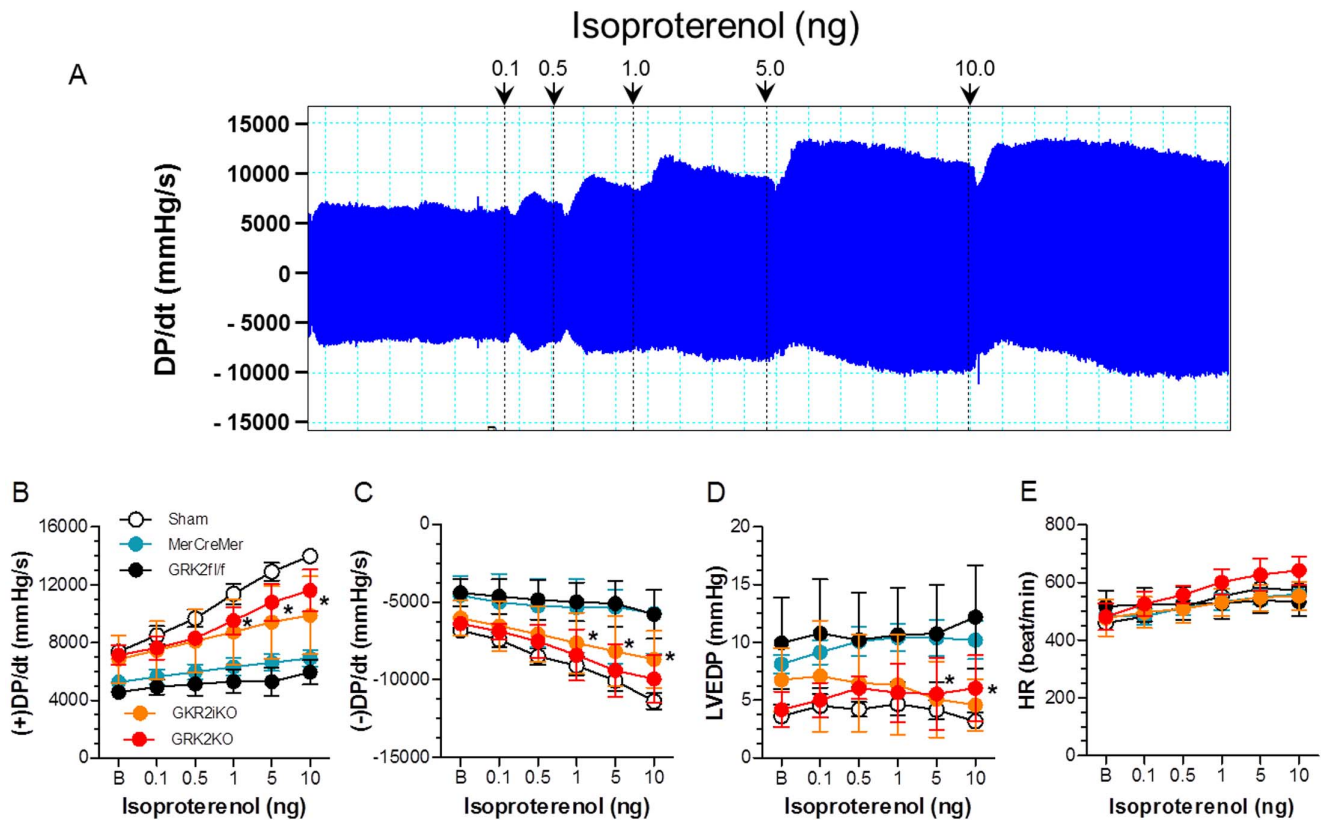 Isoproterenol (ng)
A
0.1 0.5 1.0 5.0 10.0
DP/dt (mmHg/s)
15000
10000
5000
0
- 5000
- 10000
- 15000
B
(+)DP/dt (mmHg/s)
16000
12000
8000
4000
0
Sham
MerCreMer
GRK2fl/f
GKR2iKO
GRK2KO
* * *
B 0.1 0.5 1 5 10
Isoproterenol (ng)
C
(-)DP/dt (mmHg/s)
0
-5000
-10000
-15000
* * *
B 0.1 0.5 1 5 10
Isoproterenol (ng)
D
LVEDP (mmHg)
20
15
10
5
0
* *
B 0.1 0.5 1 5 10
Isoproterenol (ng)
E
HR (beat/min)
800
600
400
200
0
B 0.1 0.5 1 5 10
Isoproterenol (ng)